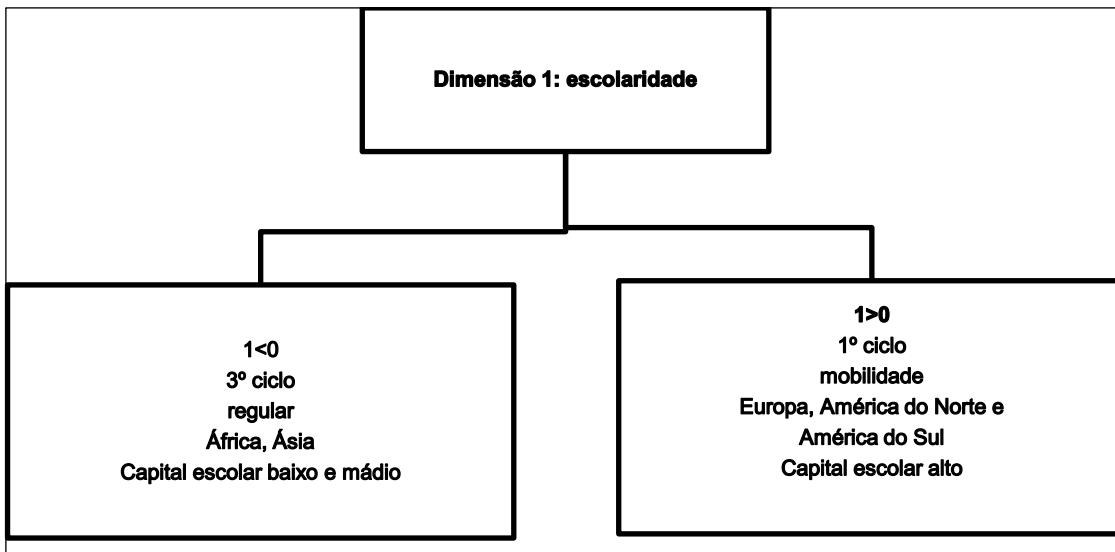 Dimensão 1: escolaridade
1<0
3º ciclo
regular
África, Ásia
Capital escolar baixo e mádio
1>0
1º ciclo
mobilidade
Europa, América do Norte e
América do Sul
Capital escolar alto